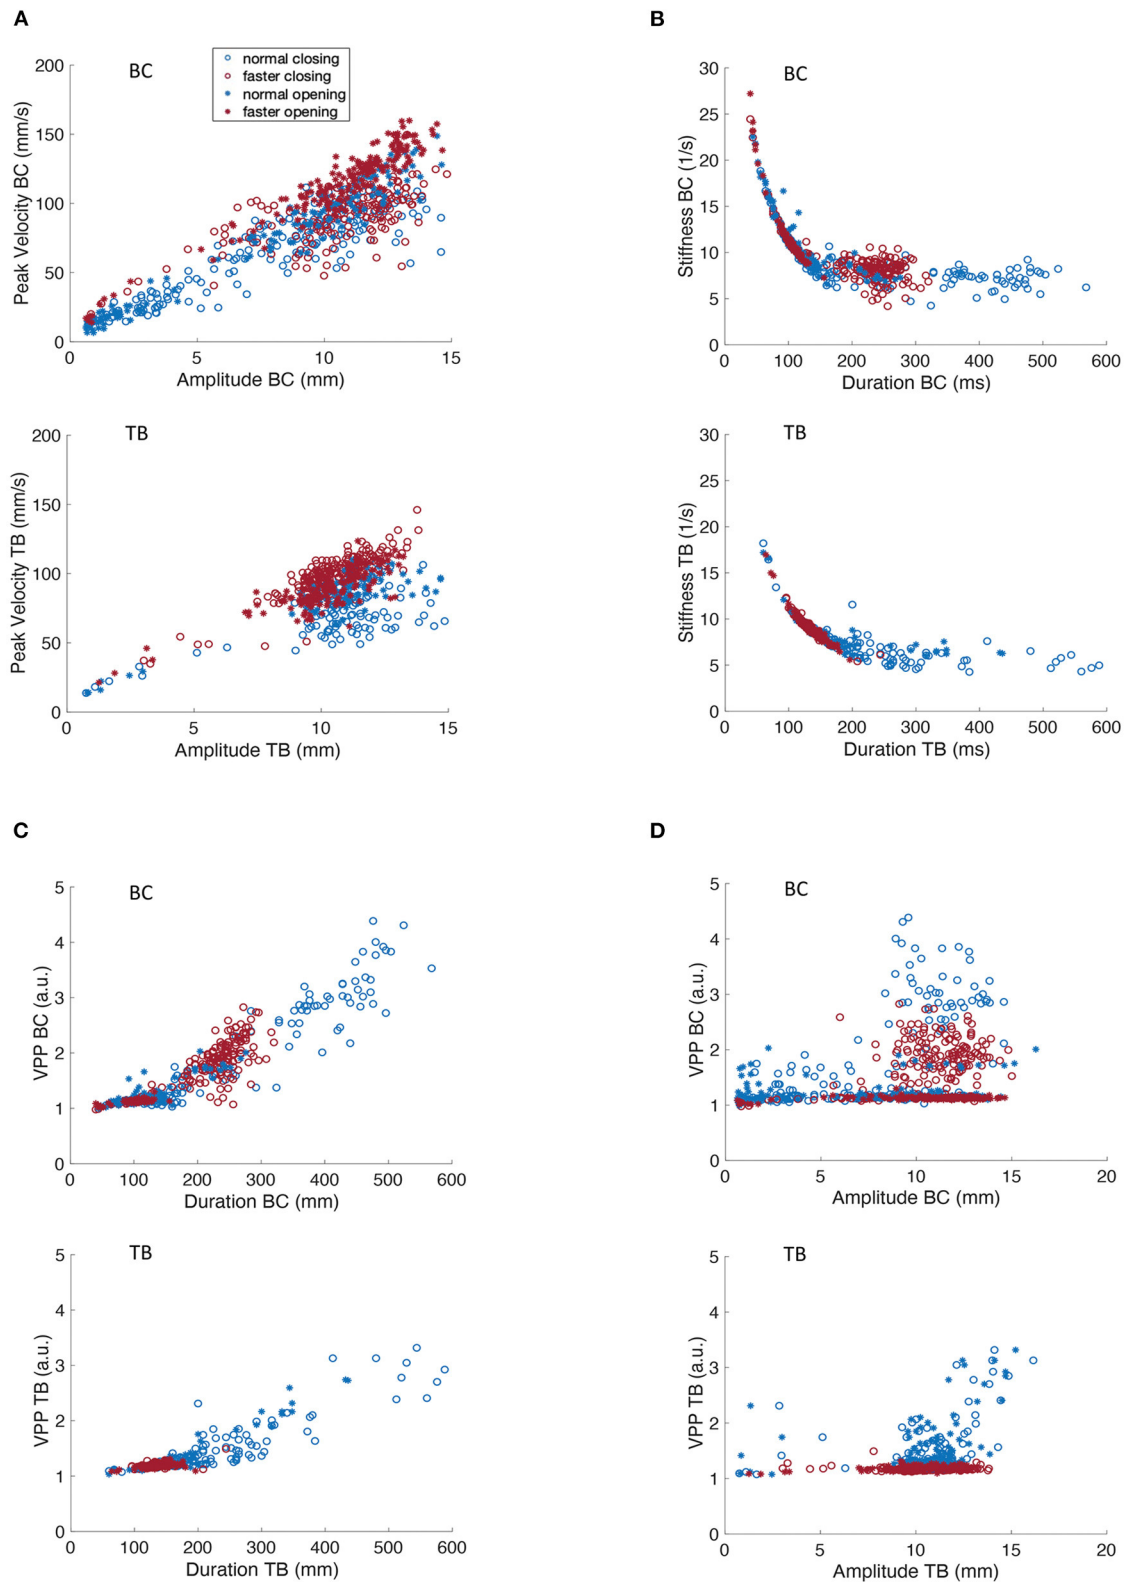 A
BC
normal closing
faster closing
normal opening
faster opening
200
150
100
50
0
Peak Velocity BC (mm/s)
0 5 10 15
Amplitude BC (mm)
TB
200
150
100
50
0
Peak Velocity TB (mm/s)
0 5 10 15
Amplitude TB (mm)
B
BC
30
25
20
15
10
5
0
Stiffness BC (1/s)
0 100 200 300 400 500 600
Duration BC (ms)
TB
30
25
20
15
10
5
0
Stiffness TB (1/s)
0 100 200 300 400 500 600
Duration TB (ms)
C
BC
5
4
3
2
1
0
VPP BC (a.u.)
0 100 200 300 400 500 600
Duration BC (mm)
TB
5
4
3
2
1
0
VPP TB (a.u.)
0 100 200 300 400 500 600
Duration TB (mm)
D
BC
5
4
3
2
1
0
VPP BC (a.u.)
0 5 10 15 20
Amplitude BC (mm)
TB
5
4
3
2
1
0
VPP TB (a.u.)
0 5 10 15 20
Amplitude TB (mm)